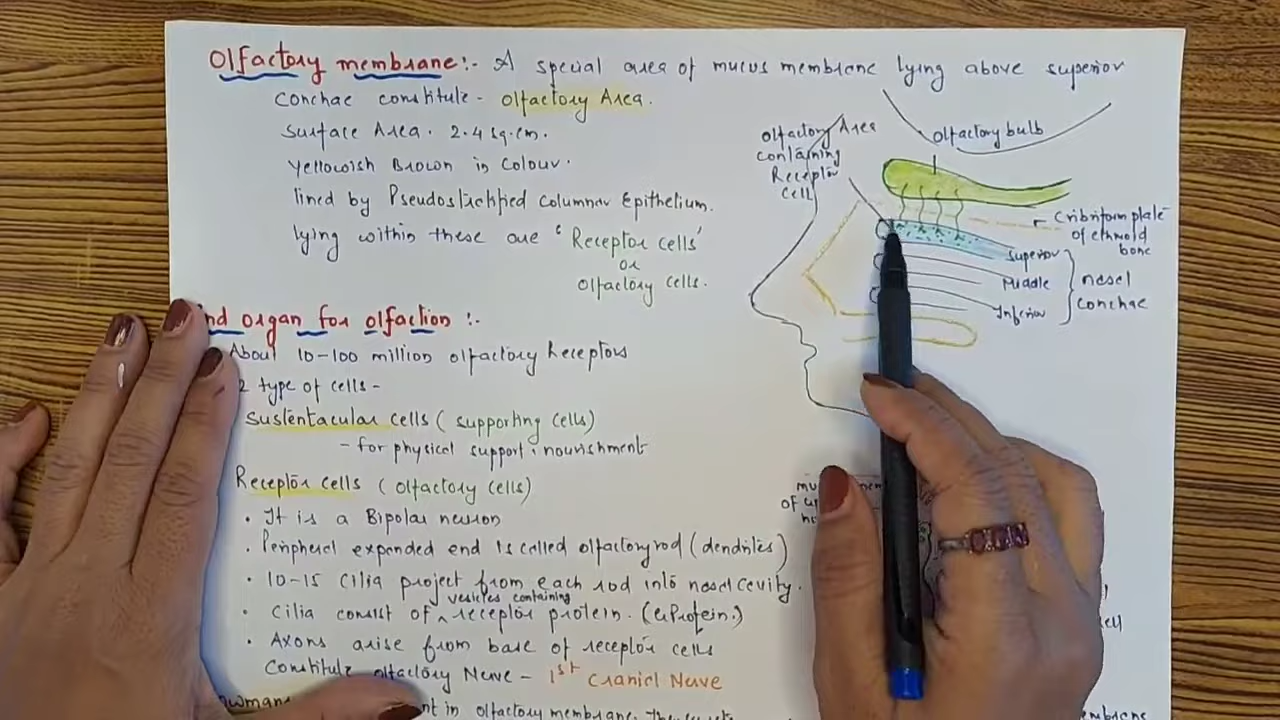 Olfactory membrane:- A special area of mucus membrane lying above superior
Conchae constitute - olfactory Area.
Surface Area. 2.4 sq.cm.
Yellowish Brown in Colour.
lined by Pseudostratified Columnar Epithelium.
lying within these are 'Receptor cells'
or
olfactory cells.
Olfactory Area
containing
Receptor
Cell
Olfactory bulb
Cribriform plate
of ethmoid
bone
Superior
Middle
Inferior
nasal
conchae
organ for olfaction :-
About 10-100 million olfactory Receptors
2 type of cells -
Sustentacular cells (supporting cells)
- for physical support, nourishment
Receptor cells (olfactory cells)
• It is a Bipolar neuron
• Peripheral expanded end is called olfactory rod (dendrites)
• 10-15 cilia project from each rod into nasal cavity.
vesicles containing
• Cilia consist of ^ receptor protein. (G Protein.)
• Axons arise from base of receptor cells
Constitute olfactory Nerve - 1st Cranial Nerve
in olfactory membrane.